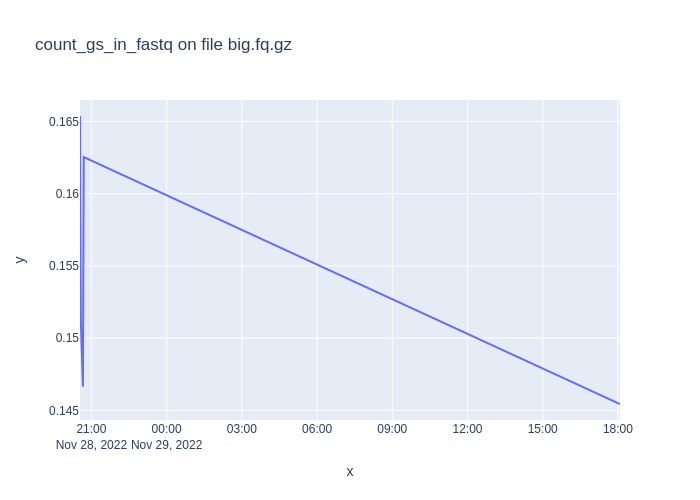 count_gs_in_fastq on file big.fq.gz
0.165
0.16
0.155
0.15
0.145
y
21:00 00:00 03:00 06:00 09:00 12:00 15:00 18:00
Nov 28, 2022 Nov 29, 2022
x